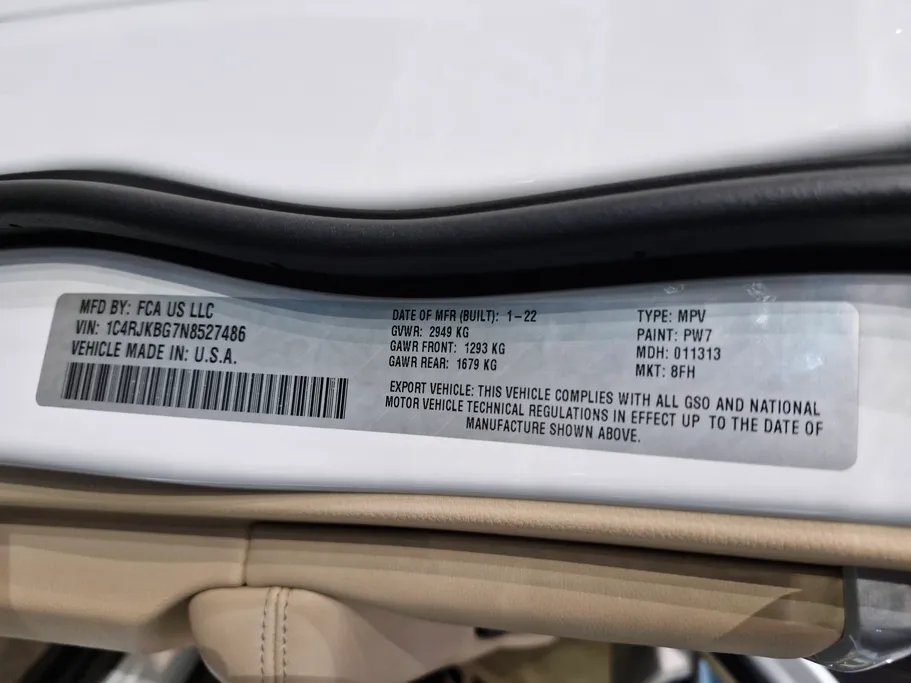 MFD BY: FCA US LLC
VIN: 1C4RJKBG7N8527486
VEHICLE MADE IN: U.S.A.
DATE OF MFR (BUILT): 1-22
GVWR: 2949 KG
GAWR FRONT: 1293 KG
GAWR REAR: 1679 KG
TYPE: MPV
PAINT: PW7
MDH: 011313
MKT: 8FH
EXPORT VEHICLE: THIS VEHICLE COMPLIES WITH ALL GSO AND NATIONAL
MOTOR VEHICLE TECHNICAL REGULATIONS IN EFFECT UP TO THE DATE OF
MANUFACTURE SHOWN ABOVE.